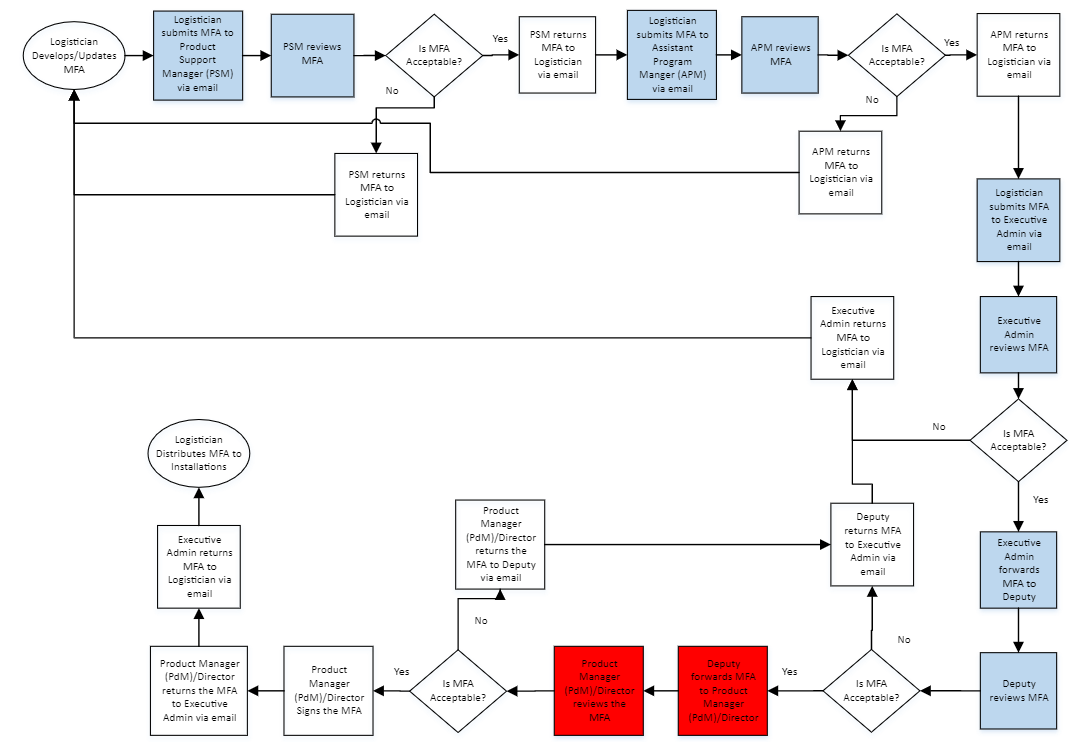 Logistician
Develops/Updates
MFA
Logistician
submits MFA to
Product
Support
Manager (PSM)
via email
PSM reviews
MFA
Is MFA
Acceptable?
Yes
No
PSM returns
MFA to
Logistician
via email
Logistician
submits MFA to
Assistant
Program
Manger (APM)
via email
APM reviews
MFA
Is MFA
Acceptable?
Yes
No
APM returns
MFA to
Logistician via
email
PSM returns
MFA to
Logistician via
email
APM returns
MFA to
Logistician via
email
Logistician
submits MFA
to Executive
Admin via
email
Executive
Admin
reviews MFA
Executive
Admin returns
MFA to
Logistician via
email
Is MFA
Acceptable?
No
Yes
Executive
Admin
forwards
MFA to
Deputy
Deputy
reviews MFA
Is MFA
Acceptable?
No
Yes
Deputy
returns MFA
to Executive
Admin via
email
Deputy
forwards MFA
to Product
Manager
(PdM)/Director
Product
Manager
(PdM)/Director
reviews the
MFA
Is MFA
Acceptable?
No
Yes
Product
Manager
(PdM)/Director
returns the
MFA to Deputy
via email
Product
Manager
(PdM)/Director
Signs the MFA
Product Manager
(PdM)/Director
returns the MFA
to Executive
Admin via email
Executive
Admin returns
MFA to
Logistician via
email
Logistician
Distributes MFA to
Installations